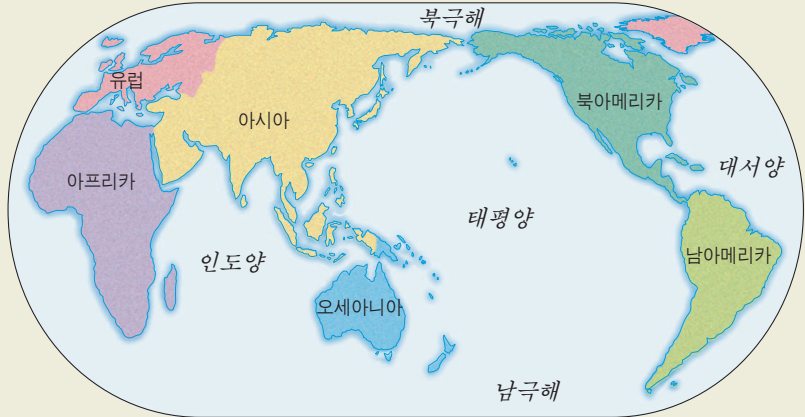 북극해
유럽
아시아
북아메리카
아프리카
대서양
태평양
인도양
남아메리카
오세아니아
남극해